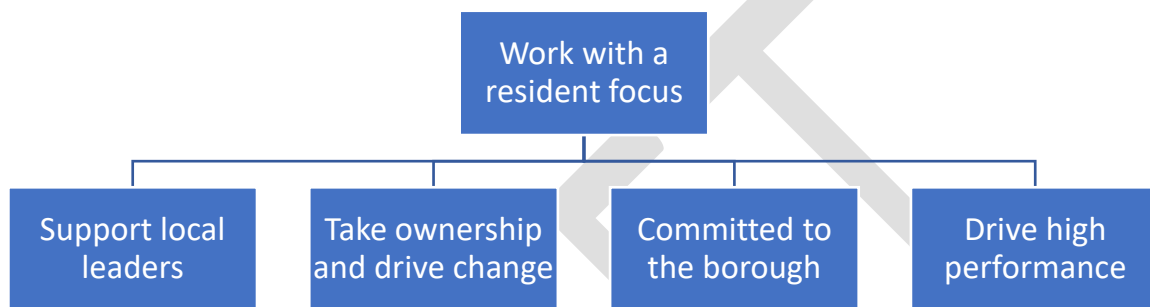 Work with a
resident focus
Support local
leaders
Take ownership
and drive change
Committed to
the borough
Drive high
performance